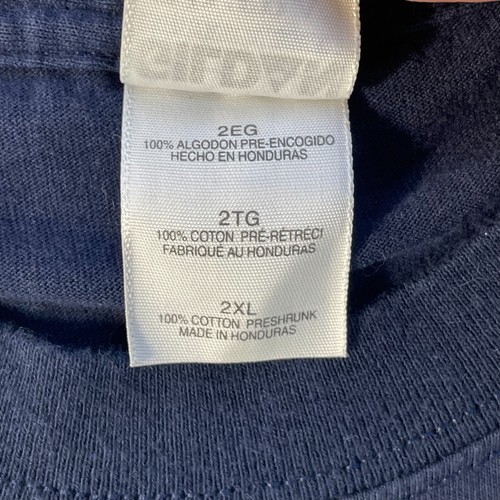 2EG
100% ALGODON PRE-ENCOGIDO
HECHO EN HONDURAS
2TG
100% COTON PRÉ-RÉTRECI
FABRIQUÉ AU HONDURAS
2XL
100% COTTON PRESHRUNK
MADE IN HONDURAS